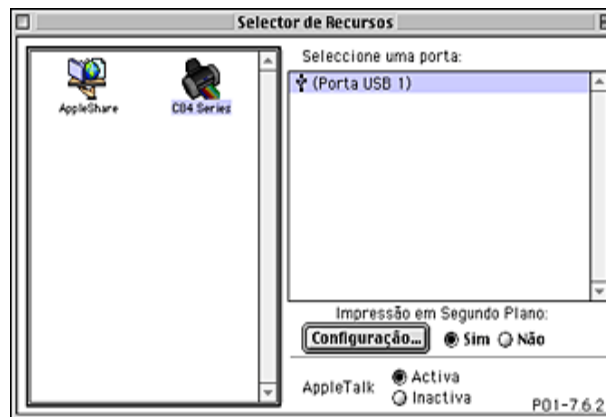 Selector de Recursos
AppleShare
C84 Series
Seleccione uma porta:
(Porta USB 1)
Impressão em Segundo Plano:
Configuração... Sim Não
AppleTalk Activa
Inactiva
P01-7.6.2